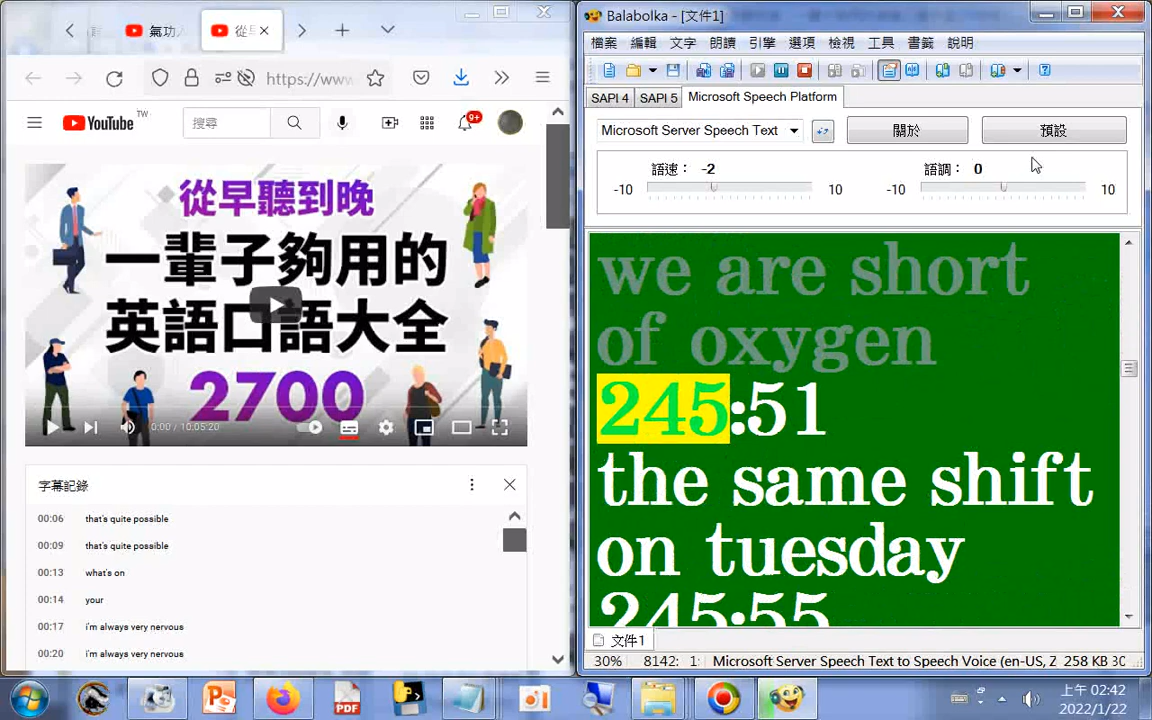 氣功
從
https://www
YouTube TW
搜尋
9+
從早聽到晚
一輩子夠用的
英語口語大全
2700
0:00 / 10:05:20
字幕記錄
00:06 that's quite possible
00:09 that's quite possible
00:13 what's on
00:14 your
00:17 i'm always very nervous
00:20 i'm always very nervous
Balabolka - [文件1]
檔案 編輯 文字 朗讀 引擎 選項 檢視 工具 書籤 說明
SAPI 4 SAPI 5 Microsoft Speech Platform
Microsoft Server Speech Text 關於 預設
語速： -2 語調： 0
-10 10 -10 10
we are short
of oxygen
245:51
the same shift
on tuesday
245:55
文件1
30% 8142: 1: Microsoft Server Speech Text to Speech Voice (en-US, Z 258 KB 30
PDF
上午 02:42
2022/1/22